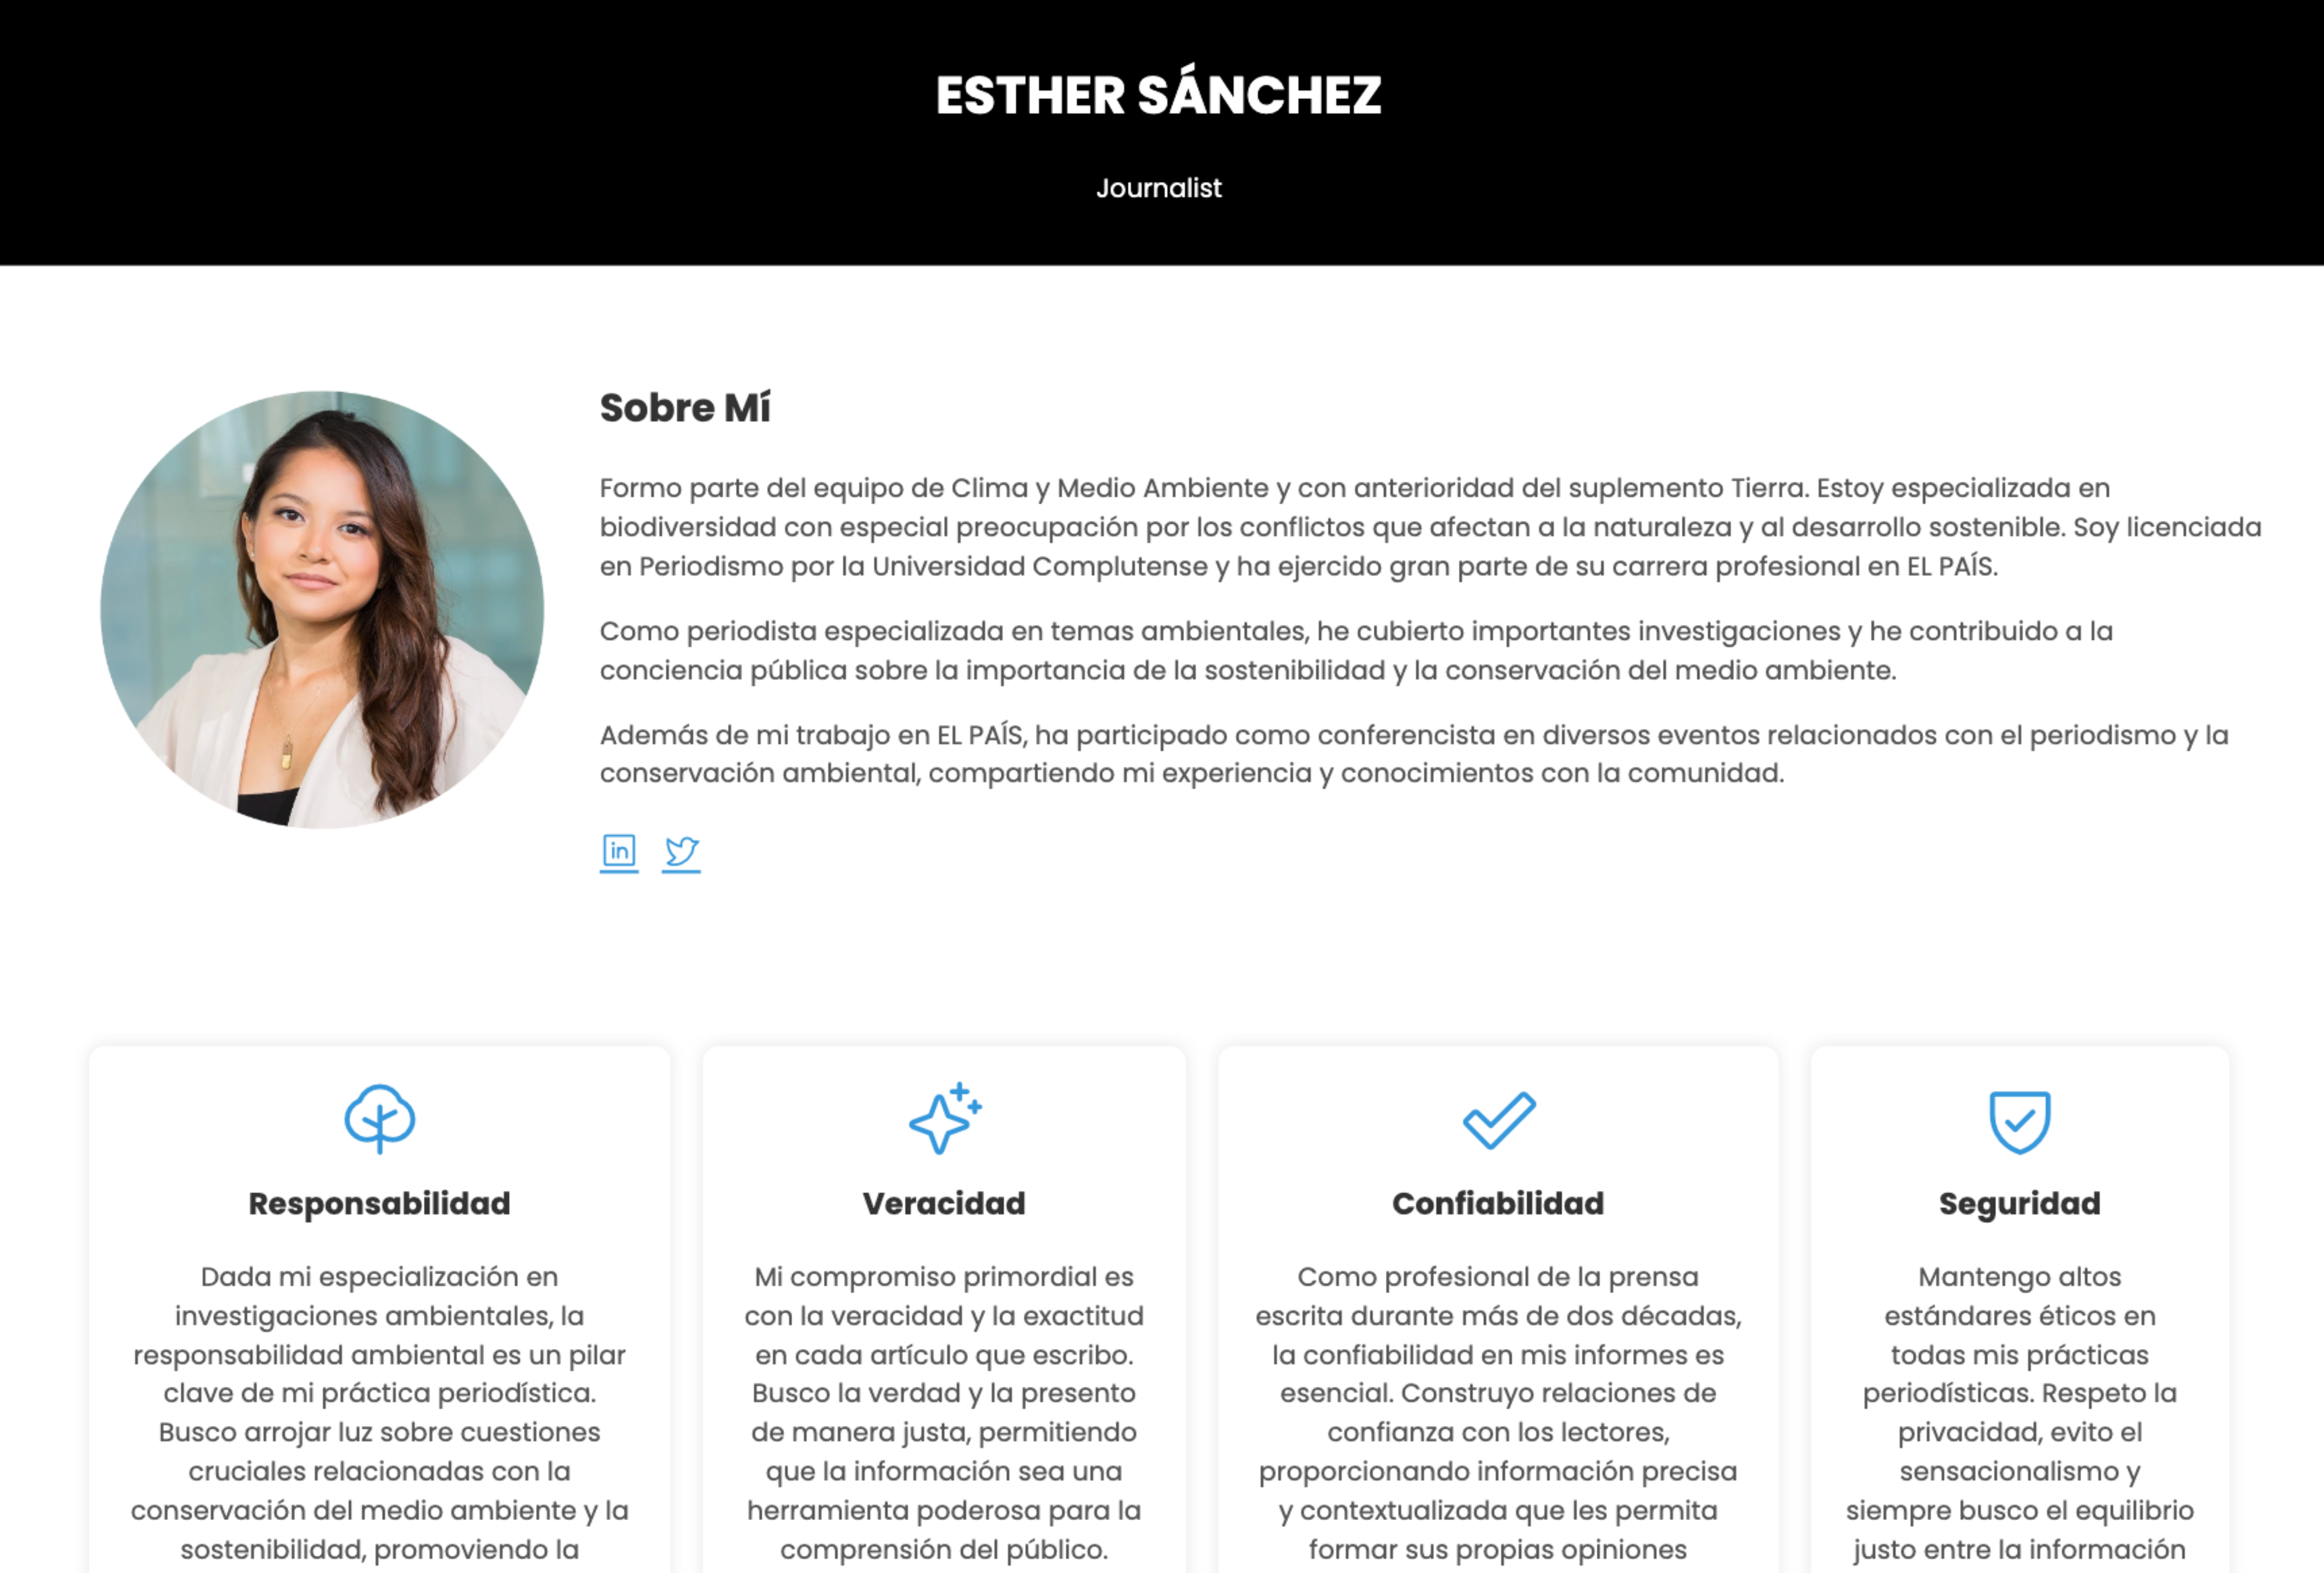 ESTHER SÁNCHEZ
Journalist
Sobre Mí
Formo parte del equipo de Clima y Medio Ambiente y con anterioridad del suplemento Tierra. Estoy especializada en
biodiversidad con especial preocupación por los conflictos que afectan a la naturaleza y al desarrollo sostenible. Soy licenciada
en Periodismo por la Universidad Complutense y ha ejercido gran parte de su carrera profesional en EL PAÍS.
Como periodista especializada en temas ambientales, he cubierto importantes investigaciones y he contribuido a la
conciencia pública sobre la importancia de la sostenibilidad y la conservación del medio ambiente.
Además de mi trabajo en EL PAÍS, ha participado como conferencista en diversos eventos relacionados con el periodismo y la
conservación ambiental, compartiendo mi experiencia y conocimientos con la comunidad.
in
Responsabilidad
Dada mi especialización en
investigaciones ambientales, la
responsabilidad ambiental es un pilar
clave de mi práctica periodística.
Busco arrojar luz sobre cuestiones
cruciales relacionadas con la
conservación del medio ambiente y la
sostenibilidad, promoviendo la
Veracidad
Mi compromiso primordial es
con la veracidad y la exactitud
en cada artículo que escribo.
Busco la verdad y la presento
de manera justa, permitiendo
que la información sea una
herramienta poderosa para la
comprensión del público.
Confiabilidad
Como profesional de la prensa
escrita durante más de dos décadas,
la confiabilidad en mis informes es
esencial. Construyo relaciones de
confianza con los lectores,
proporcionando información precisa
y contextualizada que les permita
formar sus propias opiniones
Seguridad
Mantengo altos
estándares éticos en
todas mis prácticas
periodísticas. Respeto la
privacidad, evito el
sensacionalismo y
siempre busco el equilibrio
justo entre la información